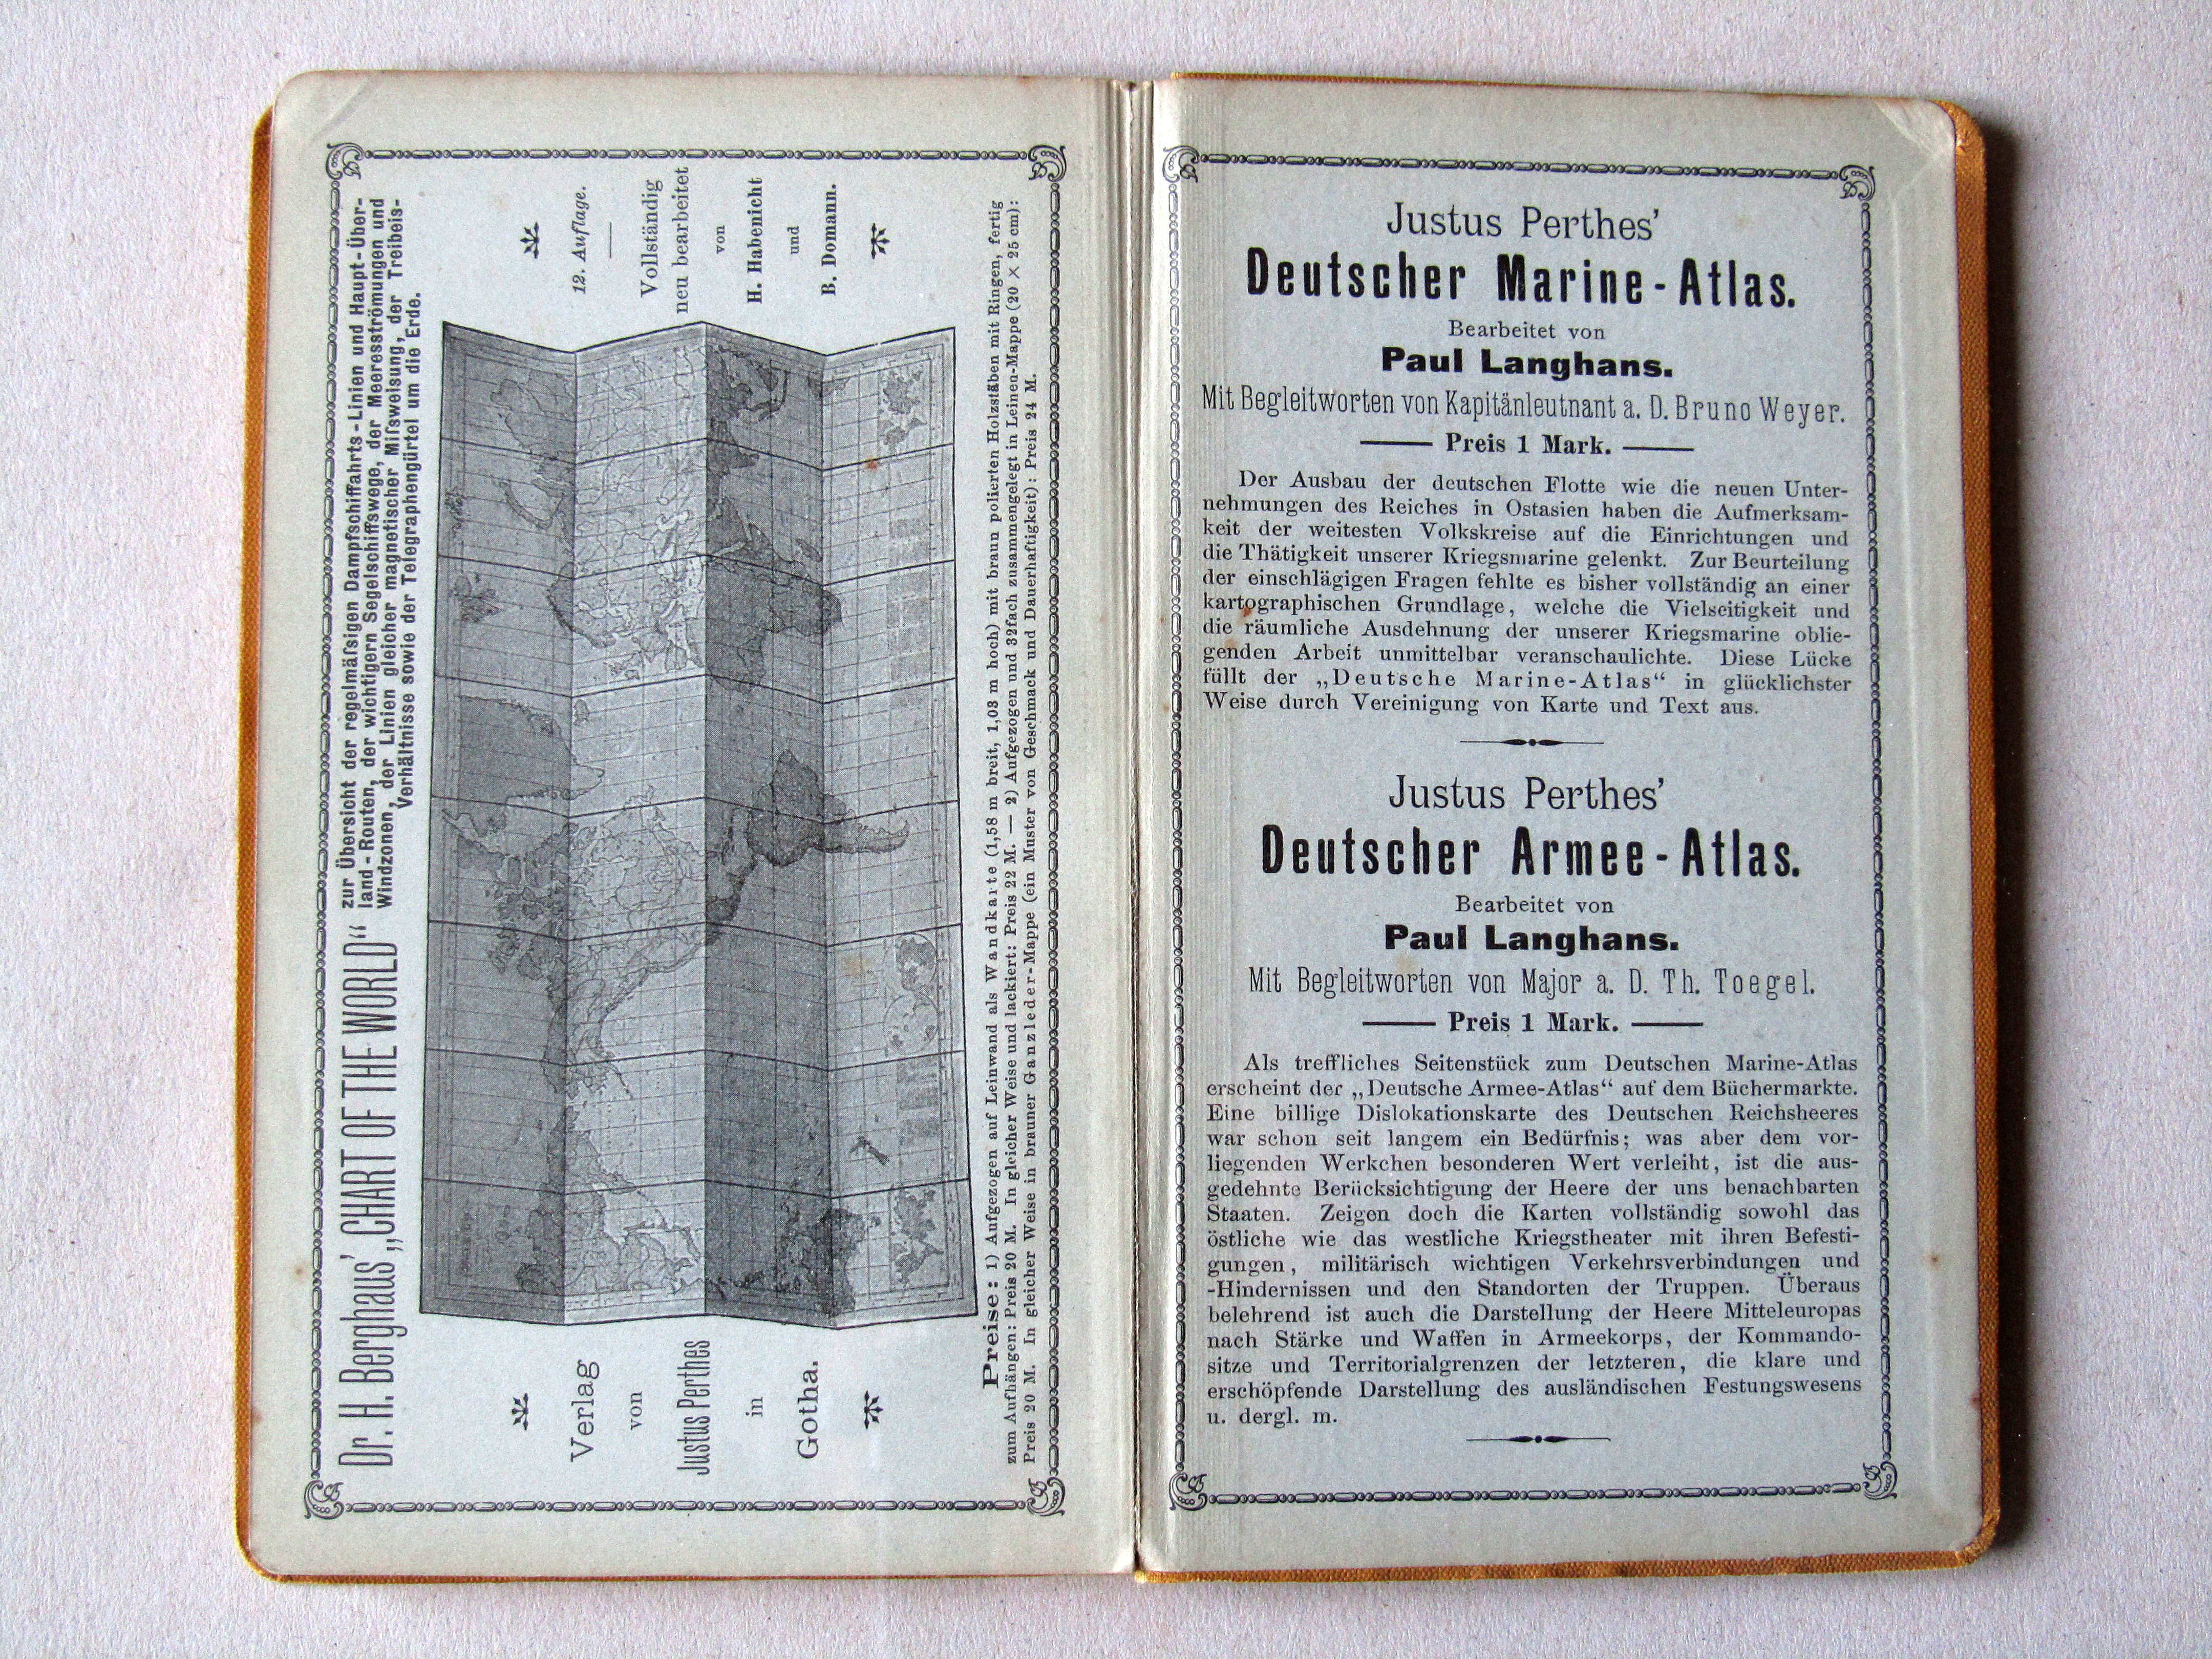 Dr. H. Berghaus' „CHART OF THE WORLD“
zur Übersicht der regelmäſsigen Dampfschiffahrts-Linien und Haupt-Über-
land-Routen, der wichtigern Segelschiffswege, der Meeresströmungen und
Windzonen, der Linien gleicher magnetischer Miſsweisung, der Treibeis-
Verhältnisse sowie der Telegraphengürtel um die Erde.
Verlag
von
Justus Perthes
in
Gotha.
12. Auflage.
Vollständig
neu bearbeitet
von
H. Habenicht
und
B. Domann.
Preise: 1) Aufgezogen auf Leinwand als Wandkarte (1,58 m breit, 1,03 m hoch) mit braun polierten Holzstäben mit Ringen, fertig
zum Aufhängen: Preis 20 M. In gleicher Weise und lackiert: Preis 22 M. — 2) Aufgezogen und 32fach zusammengelegt in Leinen-Mappe (20 × 25 cm):
Preis 20 M. In gleicher Weise in brauner Ganzleder-Mappe (ein Muster von Geschmack und Dauerhaftigkeit): Preis 24 M.
Justus Perthes'
Deutscher Marine-Atlas.
Bearbeitet von
Paul Langhans.
Mit Begleitworten von Kapitänleutnant a. D. Bruno Weyer.
Preis 1 Mark.
Der Ausbau der deutschen Flotte wie die neuen Unter-
nehmungen des Reiches in Ostasien haben die Aufmerksam-
keit der weitesten Volkskreise auf die Einrichtungen und
die Thätigkeit unserer Kriegsmarine gelenkt. Zur Beurteilung
der einschlägigen Fragen fehlte es bisher vollständig an einer
kartographischen Grundlage, welche die Vielseitigkeit und
die räumliche Ausdehnung der unserer Kriegsmarine oblie-
genden Arbeit unmittelbar veranschaulichte. Diese Lücke
füllt der „Deutsche Marine-Atlas“ in glücklichster
Weise durch Vereinigung von Karte und Text aus.
Justus Perthes'
Deutscher Armee-Atlas.
Bearbeitet von
Paul Langhans.
Mit Begleitworten von Major a. D. Th. Toegel.
Preis 1 Mark.
Als treffliches Seitenstück zum Deutschen Marine-Atlas
erscheint der „Deutsche Armee-Atlas“ auf dem Büchermarkte.
Eine billige Dislokationskarte des Deutschen Reichsheeres
war schon seit langem ein Bedürfnis; was aber dem vor-
liegenden Werkchen besonderen Wert verleiht, ist die aus-
gedehnte Berücksichtigung der Heere der uns benachbarten
Staaten. Zeigen doch die Karten vollständig sowohl das
östliche wie das westliche Kriegstheater mit ihren Befesti-
gungen, militärisch wichtigen Verkehrsverbindungen und
-Hindernissen und den Standorten der Truppen. Überaus
belehrend ist auch die Darstellung der Heere Mitteleuropas
nach Stärke und Waffen in Armeekorps, der Kommando-
sitze und Territorialgrenzen der letzteren, die klare und
erschöpfende Darstellung des ausländischen Festungswesens
u. dergl. m.